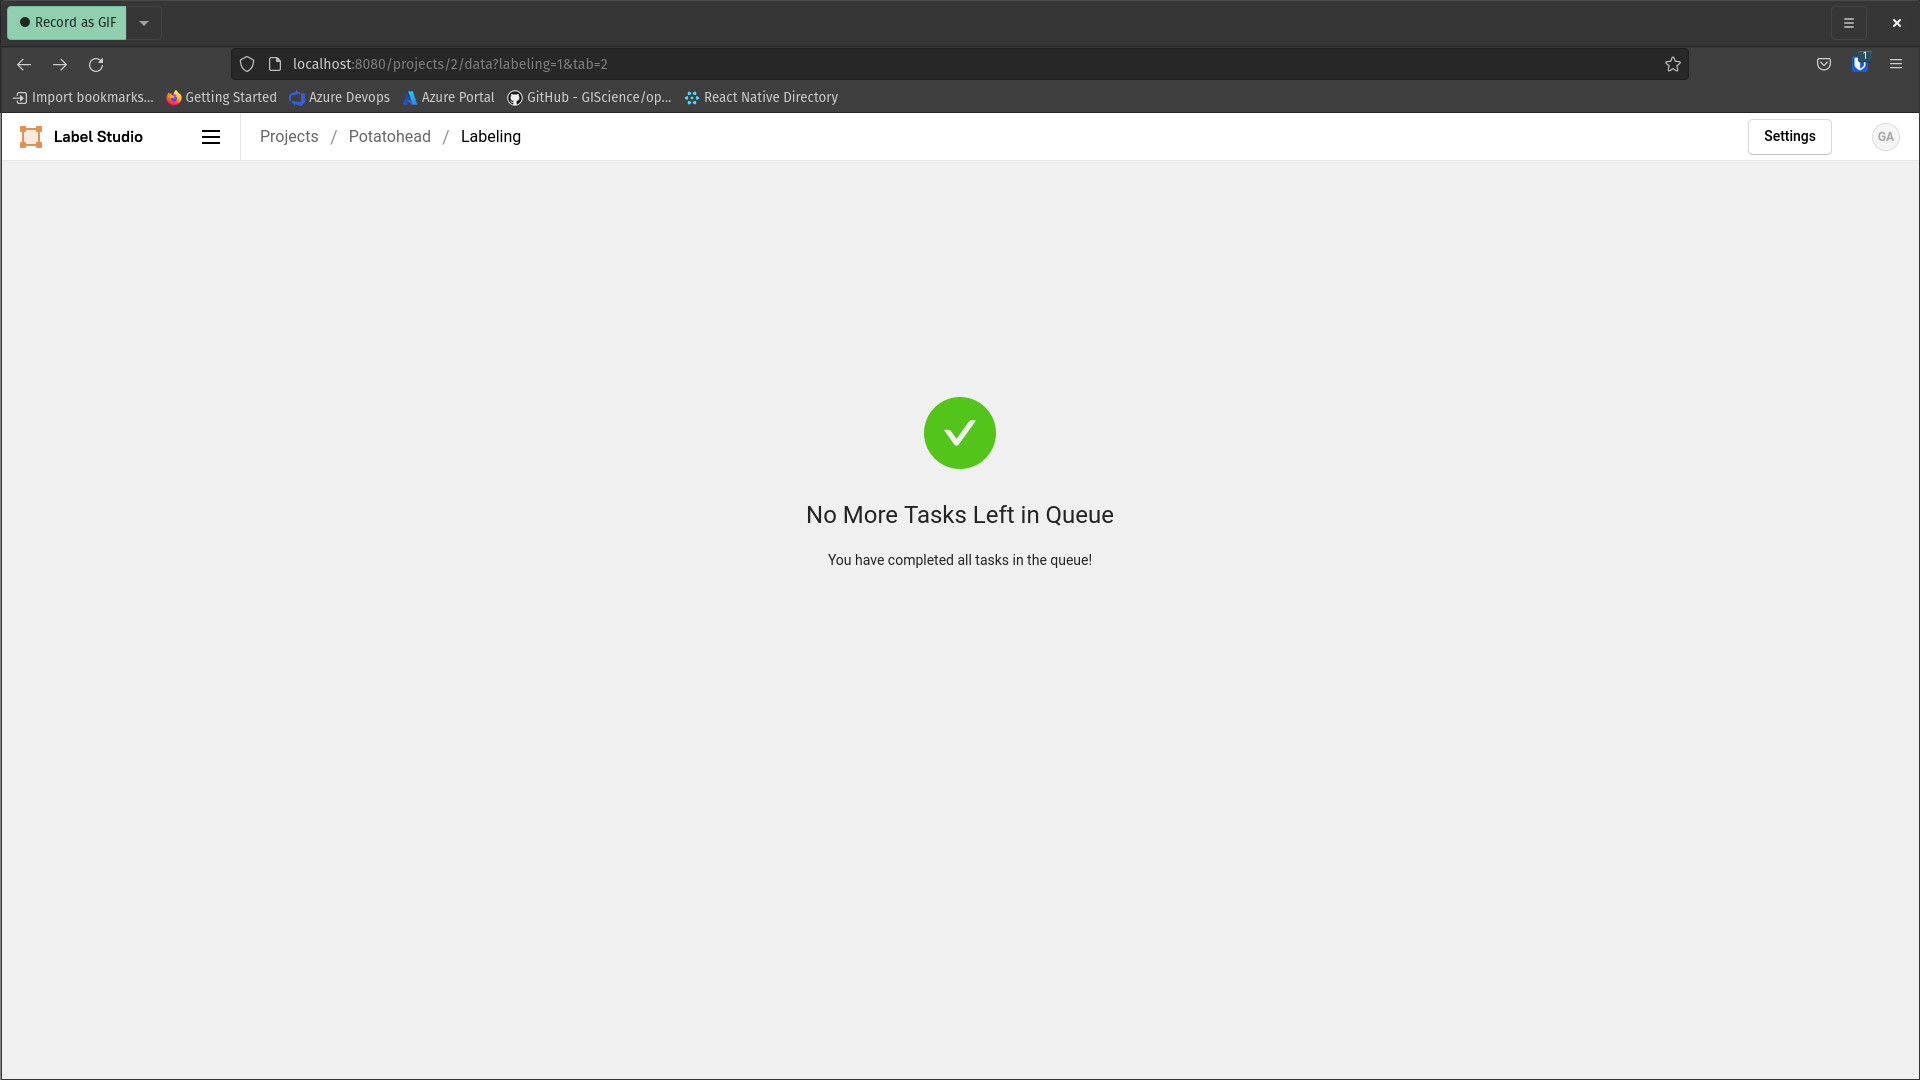 Record as GIF
localhost:8080/projects/2/data?labeling=1&tab=2
1
Import bookmarks... Getting Started Azure Devops Azure Portal GitHub - GIScience/op... React Native Directory
Label Studio Projects / Potatohead / Labeling Settings GA
No More Tasks Left in Queue
You have completed all tasks in the queue!